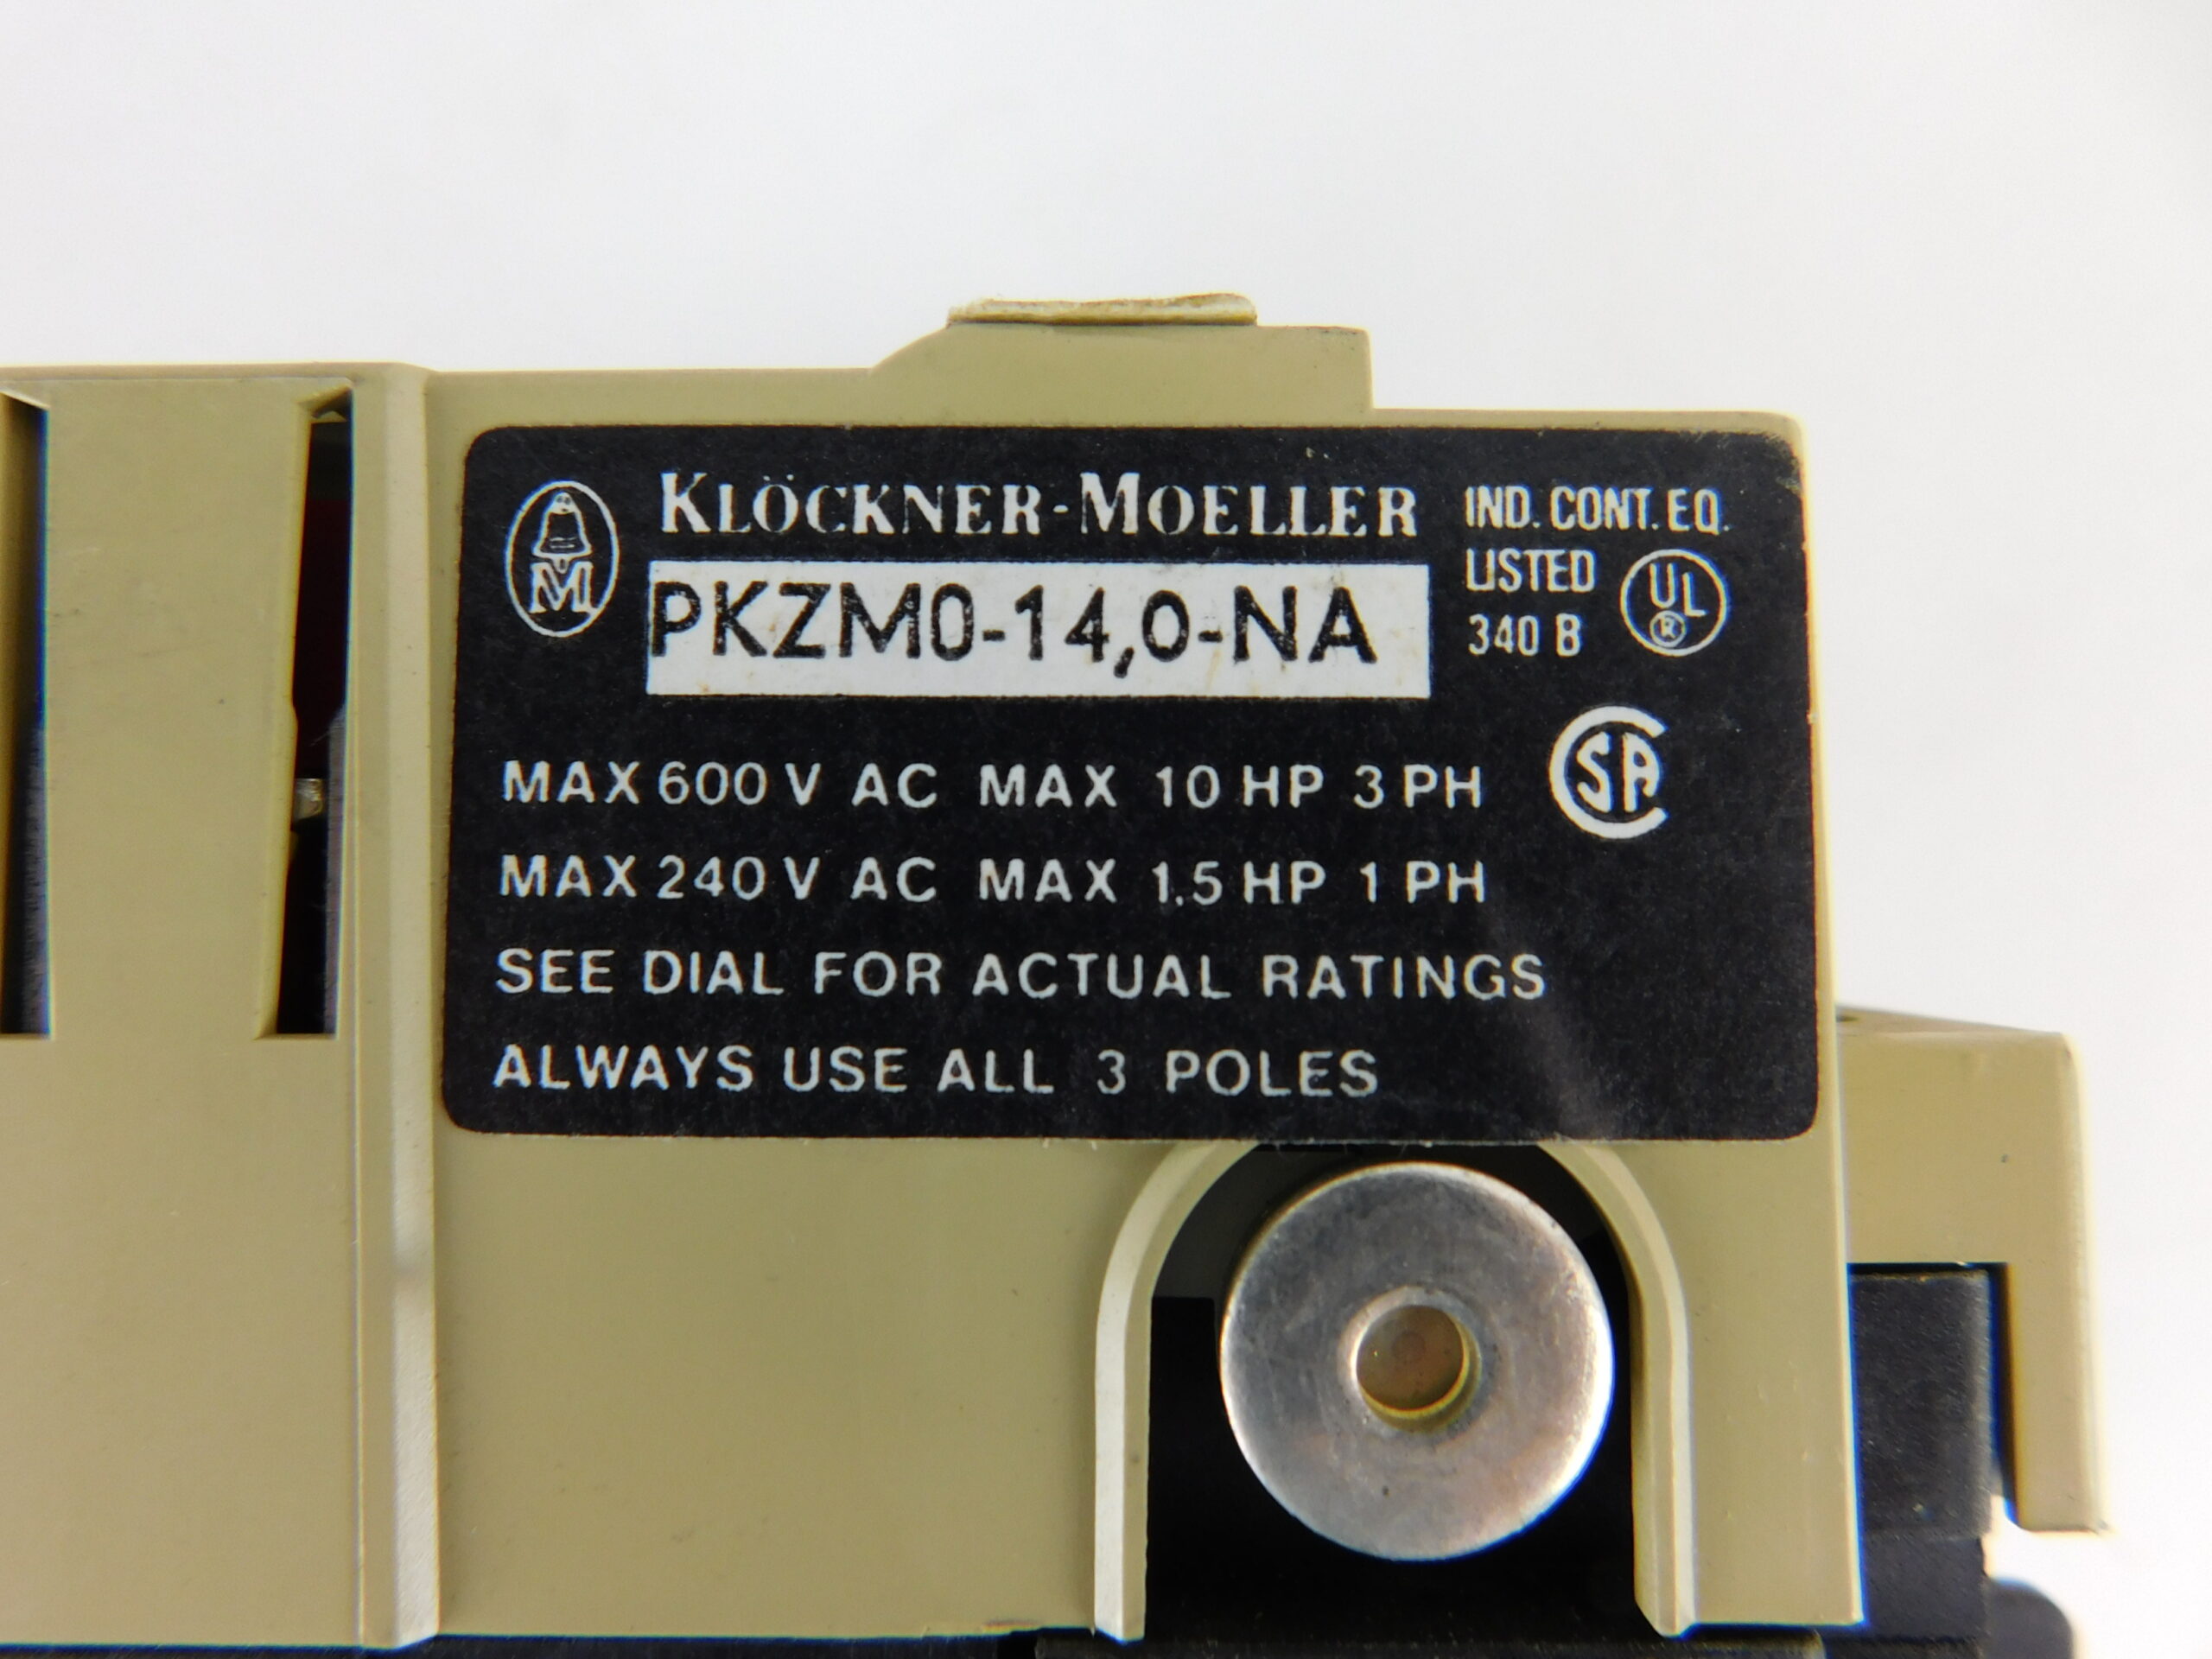 KLÖCKNER-MOELLER
M
PKZM0-14,0-NA
IND. CONT. EQ.
LISTED
340 B
UL
®
CSA
MAX 600 V AC MAX 10 HP 3 PH
MAX 240 V AC MAX 1.5 HP 1 PH
SEE DIAL FOR ACTUAL RATINGS
ALWAYS USE ALL 3 POLES